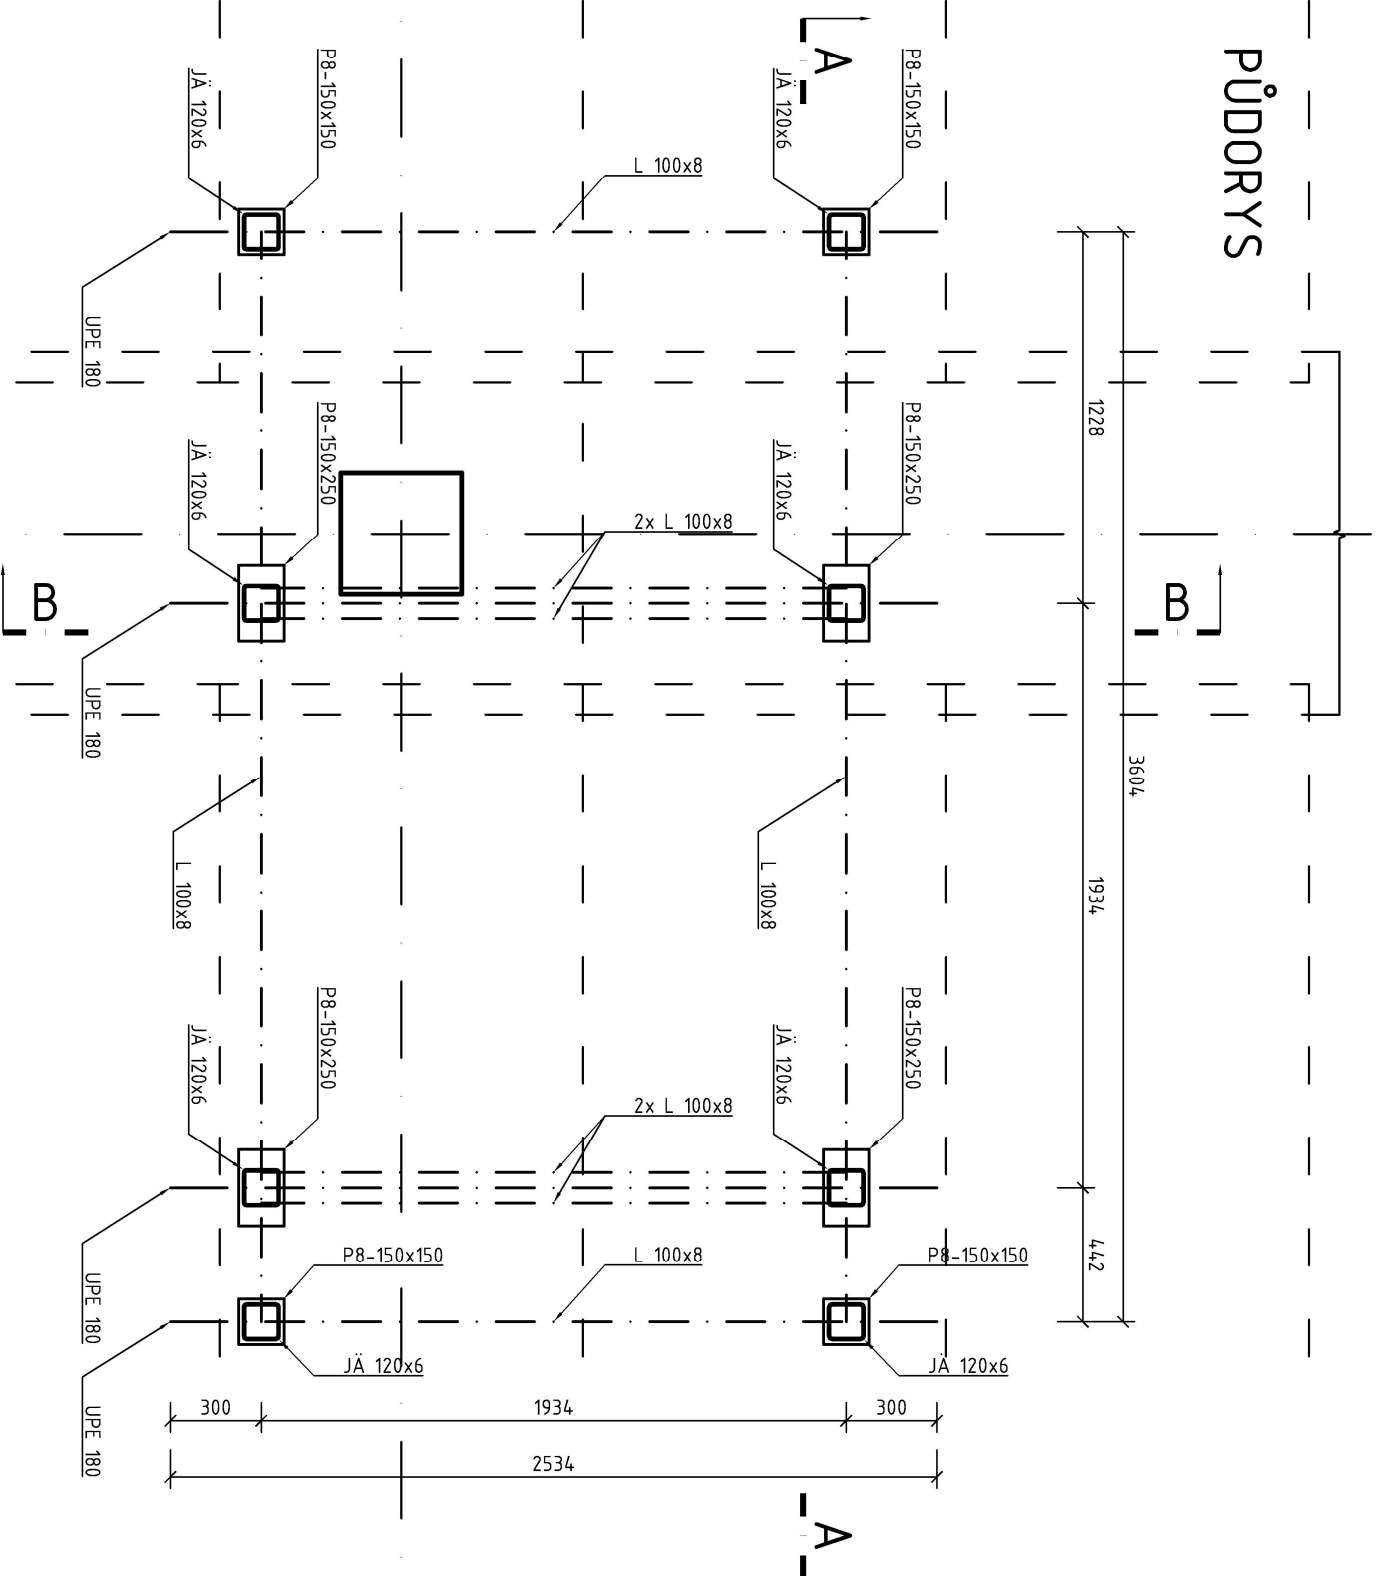 PŮDORYS
A
P8-150x150
JÄ 120x6
P8-150x150
JÄ 120x6
L 100x8
UPE 180
1228
P8-150x250
JÄ 120x6
P8-150x250
JÄ 120x6
2x L 100x8
B
B
UPE 180
3604
L 100x8
L 100x8
1934
P8-150x250
JÄ 120x6
P8-150x250
JÄ 120x6
2x L 100x8
442
P8-150x150
L 100x8
P8-150x150
UPE 180
JÄ 120x6
JÄ 120x6
UPE 180
300
1934
300
2534
A